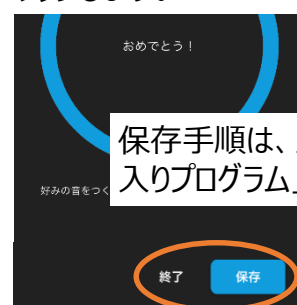 おめでとう！
保存手順は、
好みの音をつく
入りプログラム」
終了
保存